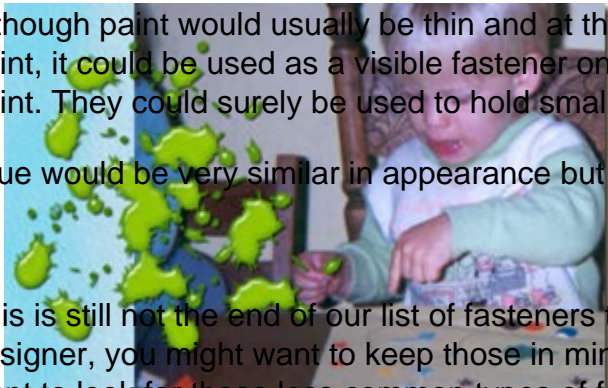 though paint would usually be thin and at th
int, it could be used as a visible fastener on
int. They could surely be used to hold smal
ue would be very similar in appearance but
is is still not the end of our list of fasteners
signer, you might want to keep those in min